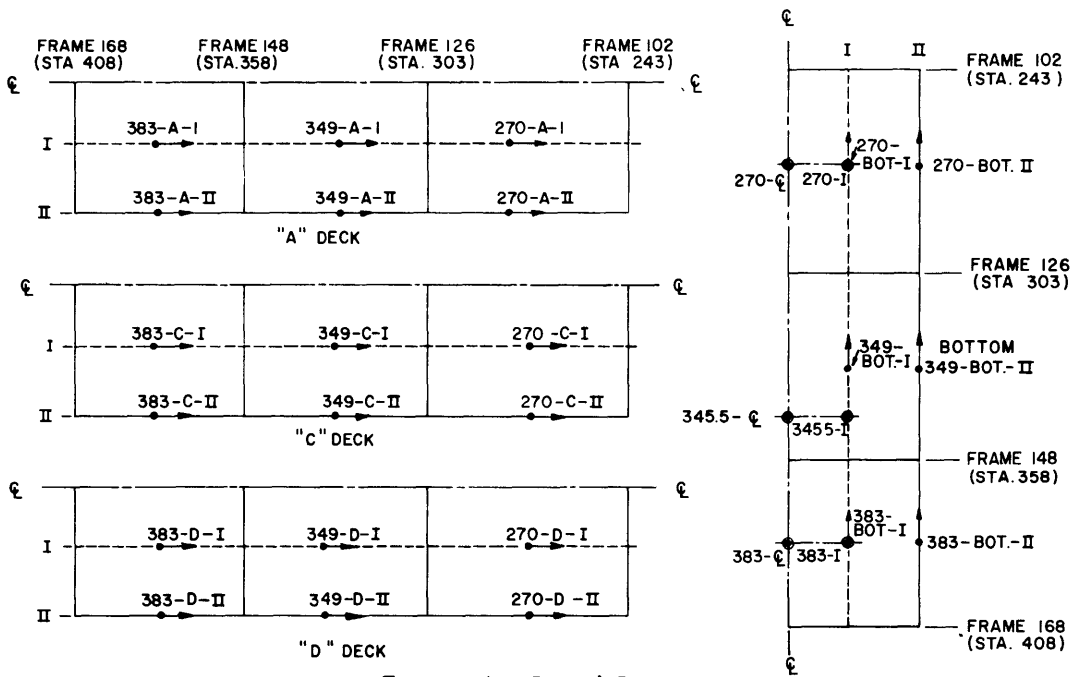 FRAME 168
(STA 408)
FRAME 148
(STA.358)
FRAME 126
(STA. 303)
FRAME 102
(STA 243)
℄
℄
I
383-A-I
349-A-I
270-A-I
II
383-A-II
349-A-II
270-A-II
"A" DECK
℄
℄
I
383-C-I
349-C-I
270 -C-I
II
383-C-II
349-C-II
270-C-II
"C" DECK
℄
℄
I
383-D-I
349-D-I
270-D-I
II
383-D-II
349-D-II
270-D -II
"D" DECK
℄
I
II
FRAME 102
(STA. 243)
270-℄
270-I
270-
BOT-I
270-BOT. II
FRAME 126
(STA 303)
BOTTOM
349-
BOT.-I
349-BOT.-II
345.5-℄
3455-I
FRAME 148
(STA.358)
383-℄
383-I
383-
BOT-I
383-BOT.-II
FRAME 168
(STA. 408)
℄